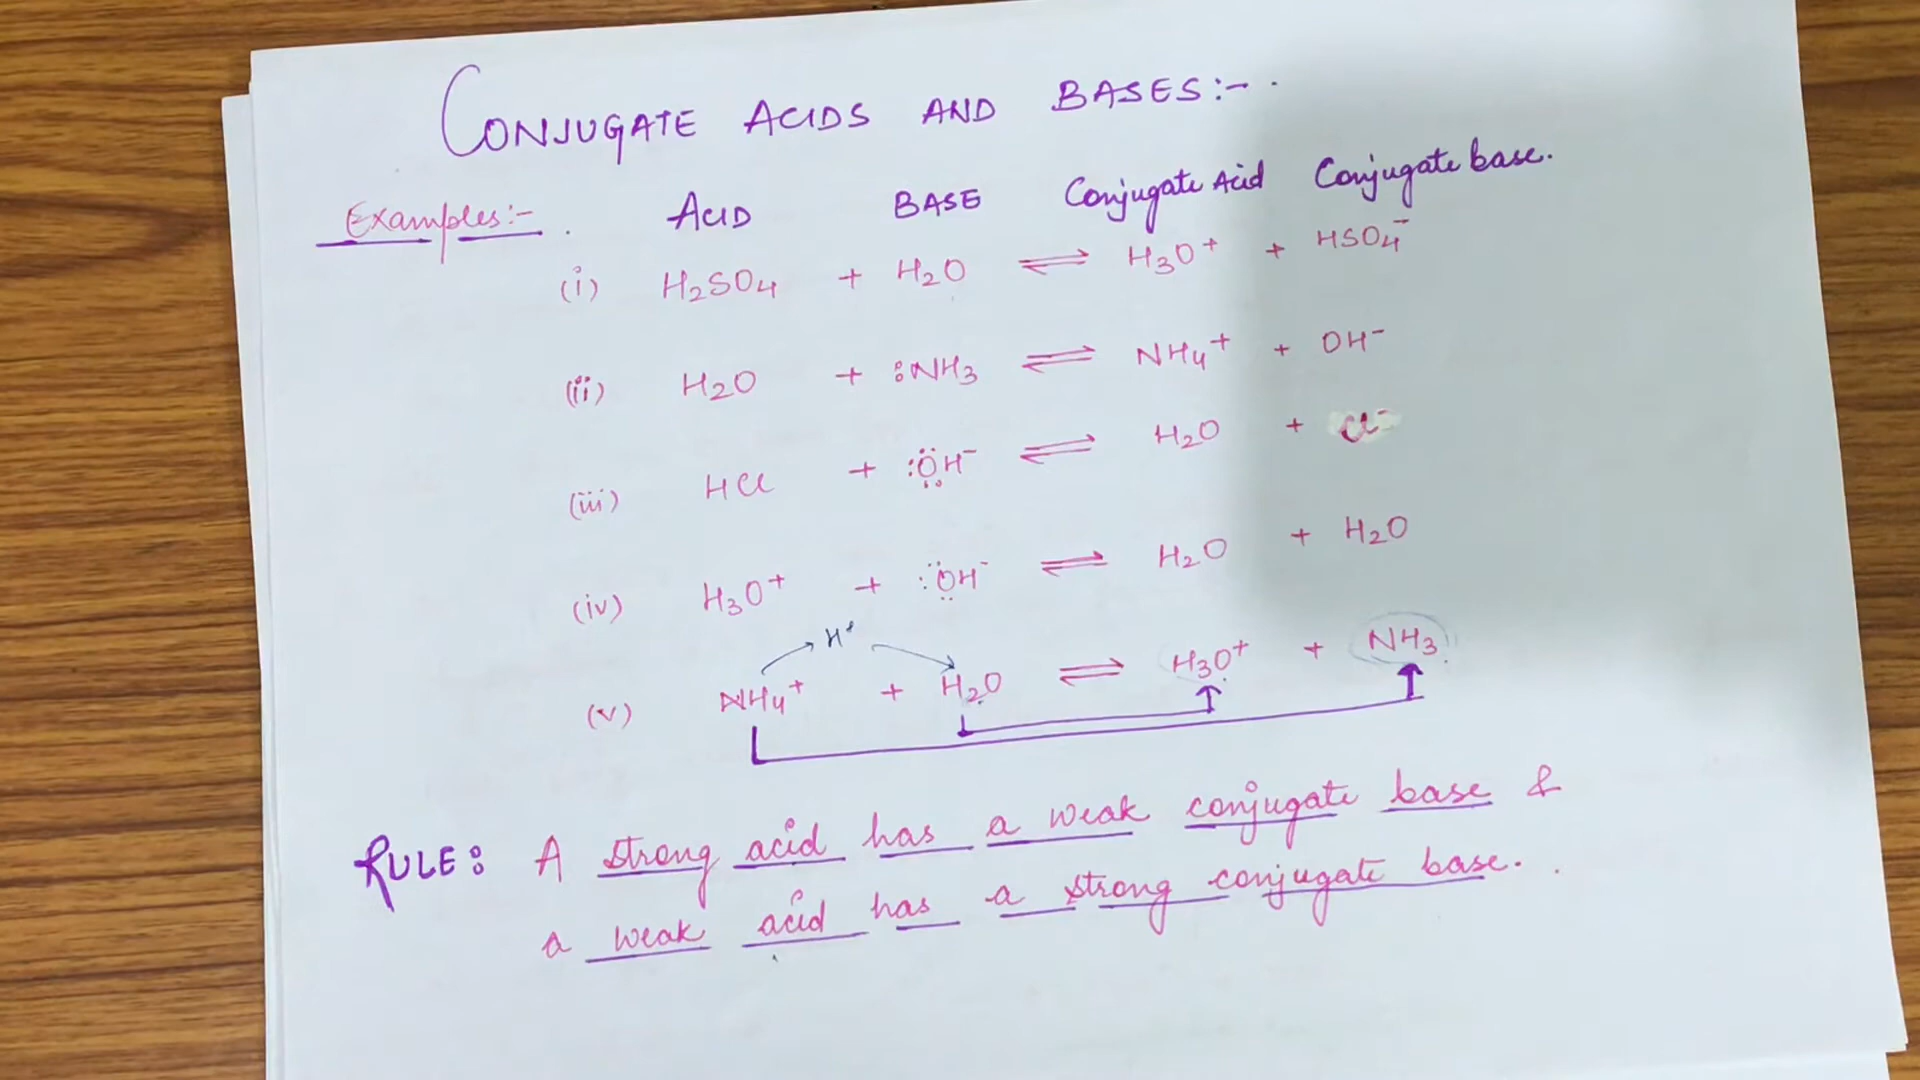 CONJUGATE ACIDS AND BASES:-
Examples:- ACID BASE Conjugate Acid Conjugate base.
(i) H2SO4 + H2O ⇌ H3O+ + HSO4-
(ii) H2O + :NH3 ⇌ NH4+ + OH-
(iii) HCl + :ÖH- ⇌ H2O + Cl-
(iv) H3O+ + :ÖH- ⇌ H2O + H2O
H+
(v) NH4+ + H2O ⇌ H3O+ + NH3
RULE: A strong acid has a weak conjugate base &
a weak acid has a strong conjugate base.